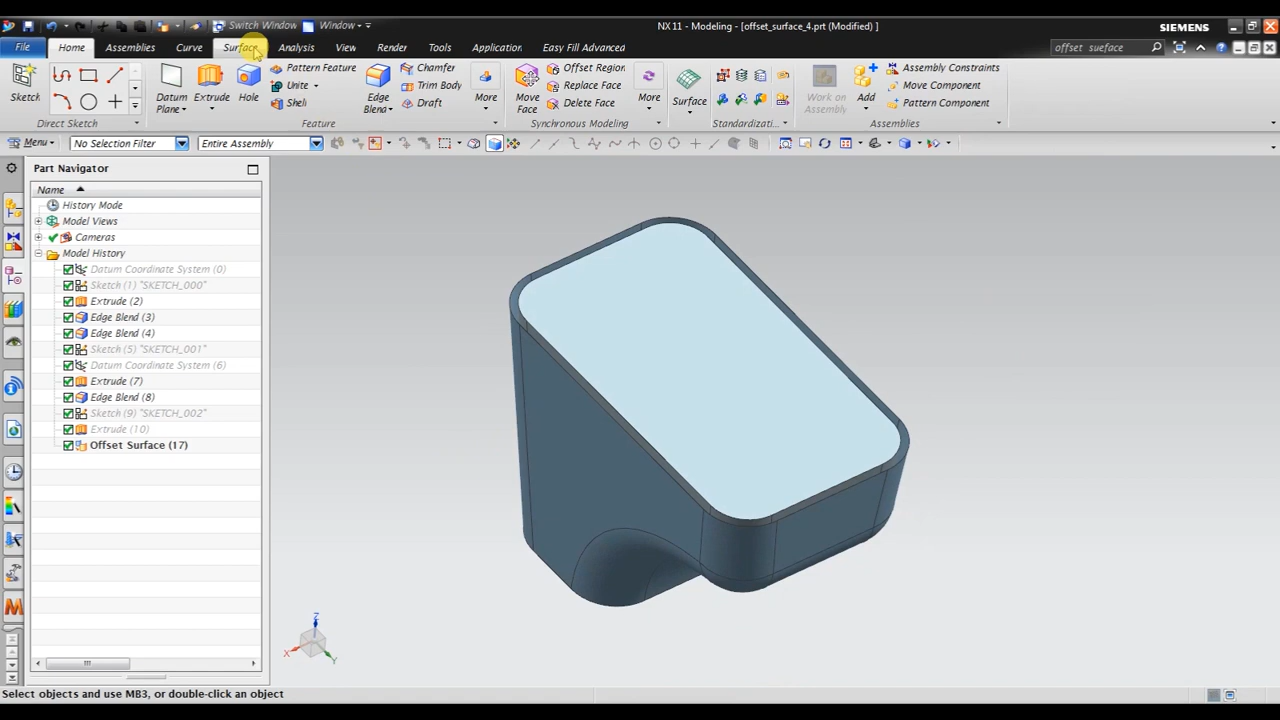 Switch Window Window NX 11 - Modeling - [offset_surface_4.prt (Modified) ] SIEMENS
File Home Assemblies Curve Surface Analysis View Render Tools Application Easy Fill Advanced offset sueface
Sketch
Direct Sketch
Datum Plane Extrude Hole
Pattern Feature
Unite
Shell
Edge Blend
Chamfer
Trim Body
Draft
More
Feature
Move Face
Offset Region
Replace Face
Delete Face
More
Synchronous Modeling
Surface
Standardizati...
Work on Assembly
Add
Assembly Constraints
Move Component
Pattern Component
Assemblies
Menu No Selection Filter Entire Assembly
Part Navigator
Name
History Mode
Model Views
Cameras
Model History
Datum Coordinate System (0)
Sketch (1) "SKETCH_000"
Extrude (2)
Edge Blend (3)
Edge Blend (4)
Sketch (5) "SKETCH_001"
Datum Coordinate System (6)
Extrude (7)
Edge Blend (8)
Sketch (9) "SKETCH_002"
Extrude (10)
Offset Surface (17)
Z
X
Y
Select objects and use MB3, or double-click an object